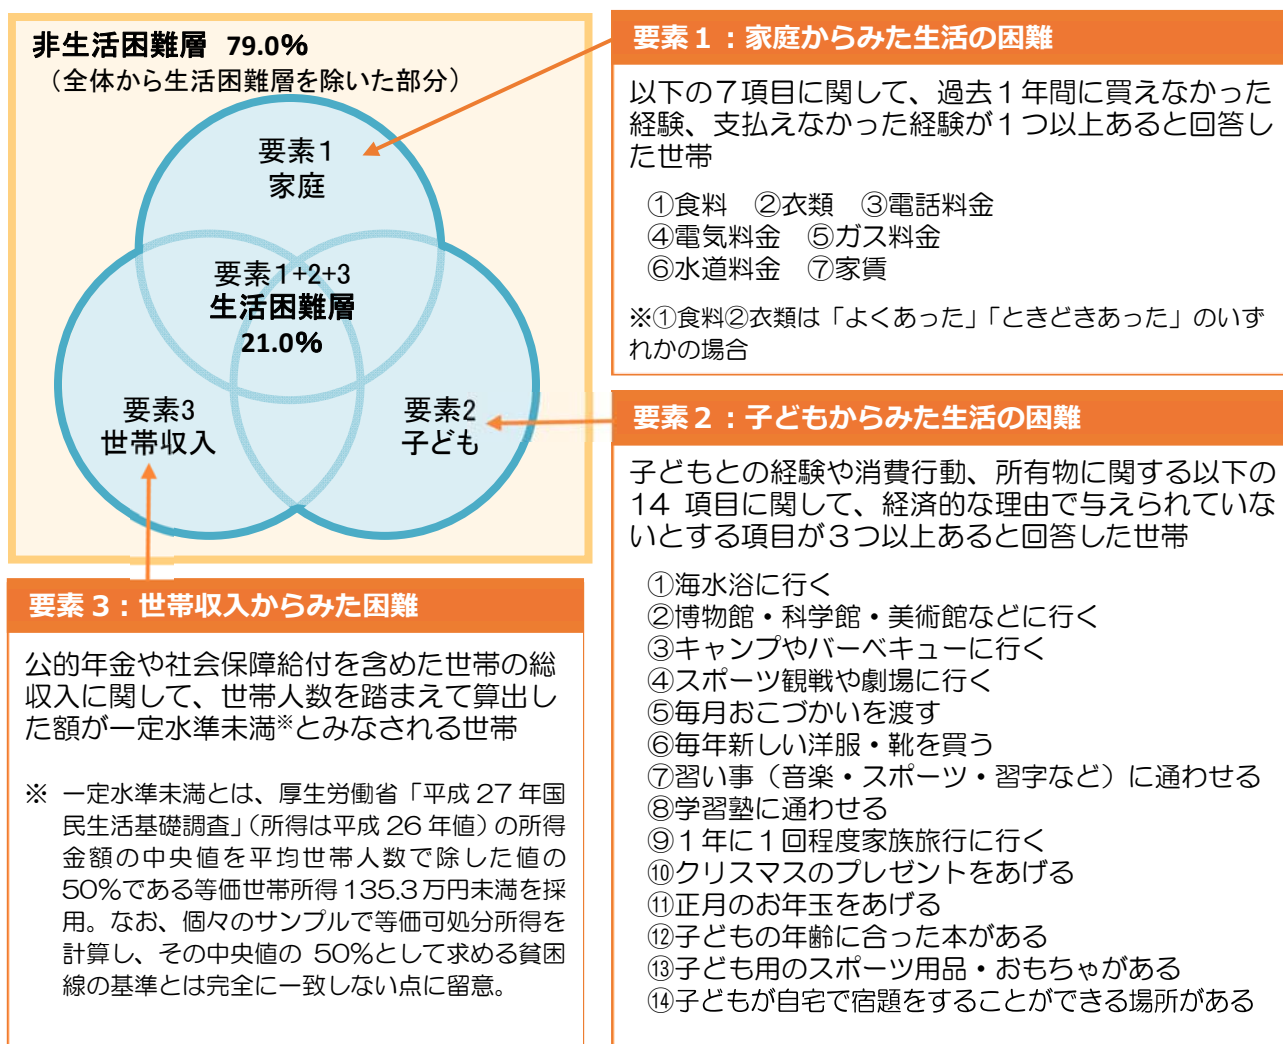 非生活困難層 79.0%
（全体から生活困難層を除いた部分）
要素1
家庭
要素1+2+3
生活困難層
21.0%
要素3
世帯収入
要素2
子ども
要素１：家庭からみた生活の困難
以下の７項目に関して、過去１年間に買えなかった
経験、支払えなかった経験が１つ以上あると回答し
た世帯
①食料　②衣類　③電話料金
④電気料金　⑤ガス料金
⑥水道料金　⑦家賃
※①食料②衣類は「よくあった」「ときどきあった」のいず
れかの場合
要素２：子どもからみた生活の困難
子どもとの経験や消費行動、所有物に関する以下の
14 項目に関して、経済的な理由で与えられていな
いとする項目が３つ以上あると回答した世帯
①海水浴に行く
②博物館・科学館・美術館などに行く
③キャンプやバーベキューに行く
④スポーツ観戦や劇場に行く
⑤毎月おこづかいを渡す
⑥毎年新しい洋服・靴を買う
⑦習い事（音楽・スポーツ・習字など）に通わせる
⑧学習塾に通わせる
⑨１年に１回程度家族旅行に行く
⑩クリスマスのプレゼントをあげる
⑪正月のお年玉をあげる
⑫子どもの年齢に合った本がある
⑬子ども用のスポーツ用品・おもちゃがある
⑭子どもが自宅で宿題をすることができる場所がある
要素３：世帯収入からみた困難
公的年金や社会保障給付を含めた世帯の総
収入に関して、世帯人数を踏まえて算出し
た額が一定水準未満※とみなされる世帯
※ 一定水準未満とは、厚生労働省「平成 27 年国
民生活基礎調査」（所得は平成 26 年値）の所得
金額の中央値を平均世帯人数で除した値の
50%である等価世帯所得 135.3 万円未満を採
用。なお、個々のサンプルで等価可処分所得を
計算し、その中央値の 50%として求める貧困
線の基準とは完全に一致しない点に留意。